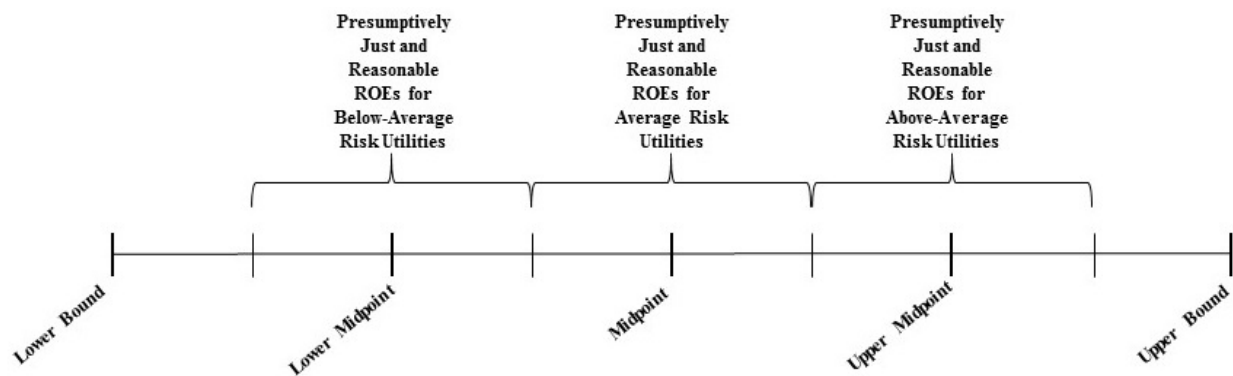 Presumptively
Just and
Reasonable
ROEs for
Below-Average
Risk Utilities
Presumptively
Just and
Reasonable
ROEs for
Average Risk
Utilities
Presumptively
Just and
Reasonable
ROEs for
Above-Average
Risk Utilities
Lower Bound
Lower Midpoint
Midpoint
Upper Midpoint
Upper Bound